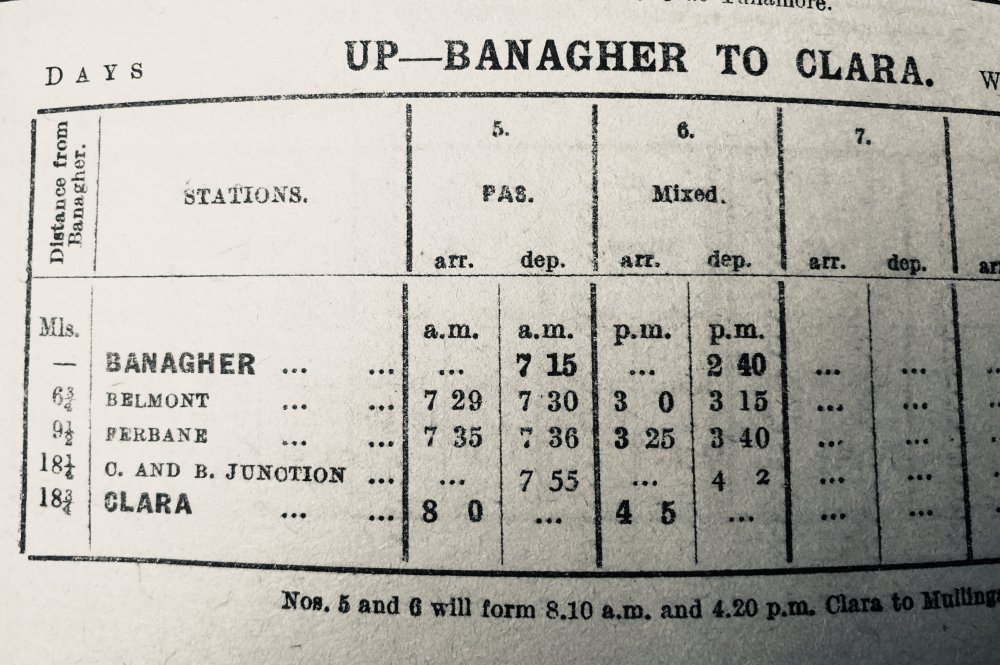 Tullamore.
DAYS UP—BANAGHER TO CLARA.
Distance from Banagher. STATIONS. 5. 6. 7.
PAS. Mixed.
arr. dep. arr. dep. arr. dep.
Mls. a.m. a.m. p.m. p.m.
— BANAGHER ... ... ... 7 15 ... 2 40 ... ...
6¾ BELMONT ... ... 7 29 7 30 3 0 3 15 ... ...
9½ FERBANE ... ... 7 35 7 36 3 25 3 40 ... ...
18¼ C. AND B. JUNCTION ... ... 7 55 ... 4 2 ... ...
18¾ CLARA ... ... 8 0 ... 4 5 ... ... ...
Nos. 5 and 6 will form 8.10 a.m. and 4.20 p.m. Clara to